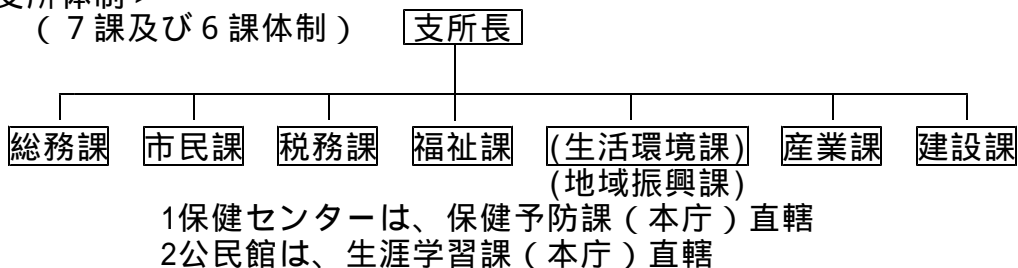 支所体制>
（７課及び６課体制） 支所長
総務課 市民課 税務課 福祉課 (生活環境課) 産業課 建設課
(地域振興課)
1保健センターは、保健予防課（本庁）直轄
2公民館は、生涯学習課（本庁）直轄